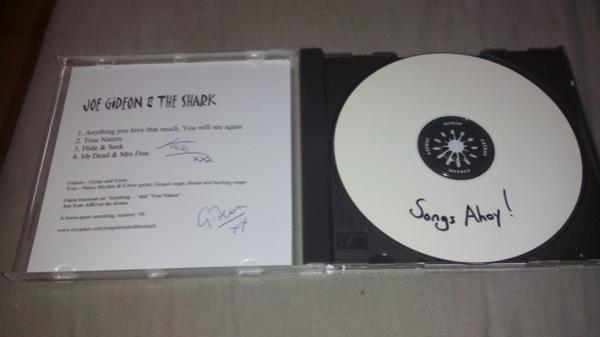 JOE GIDEON & THE SHARK
1. Anything you love that much, You will see again
2. True Nature
3. Hide & Seek
4. Mr Dead & Mrs Free
xxx
Gideon - Guitar and Voice
Viva - Piano, Rhythm & E-bow guitar, Gospel organ, drums and backing singer
Guest musician on 'Anything...' and 'True Nature' -
A home-spun recording, summer '06
www.myspace.com/joegideonandtheshark
Gideon
Songs Ahoy!